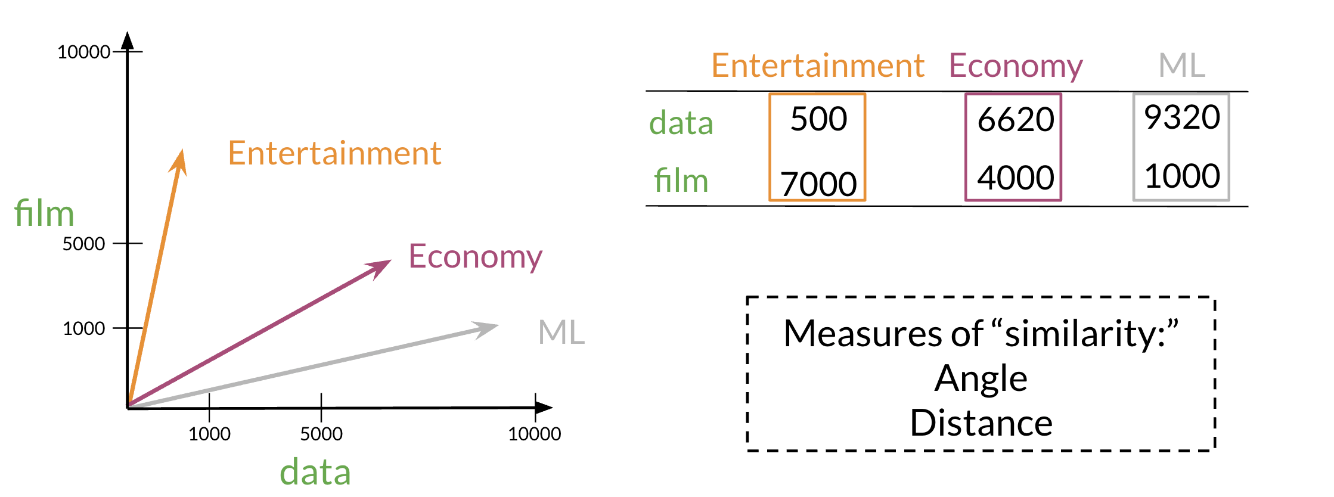 10000
Entertainment
film
5000
Economy
1000
ML
1000 5000 10000
data
Entertainment Economy ML
data 500 6620 9320
film 7000 4000 1000
Measures of “similarity:”
Angle
Distance